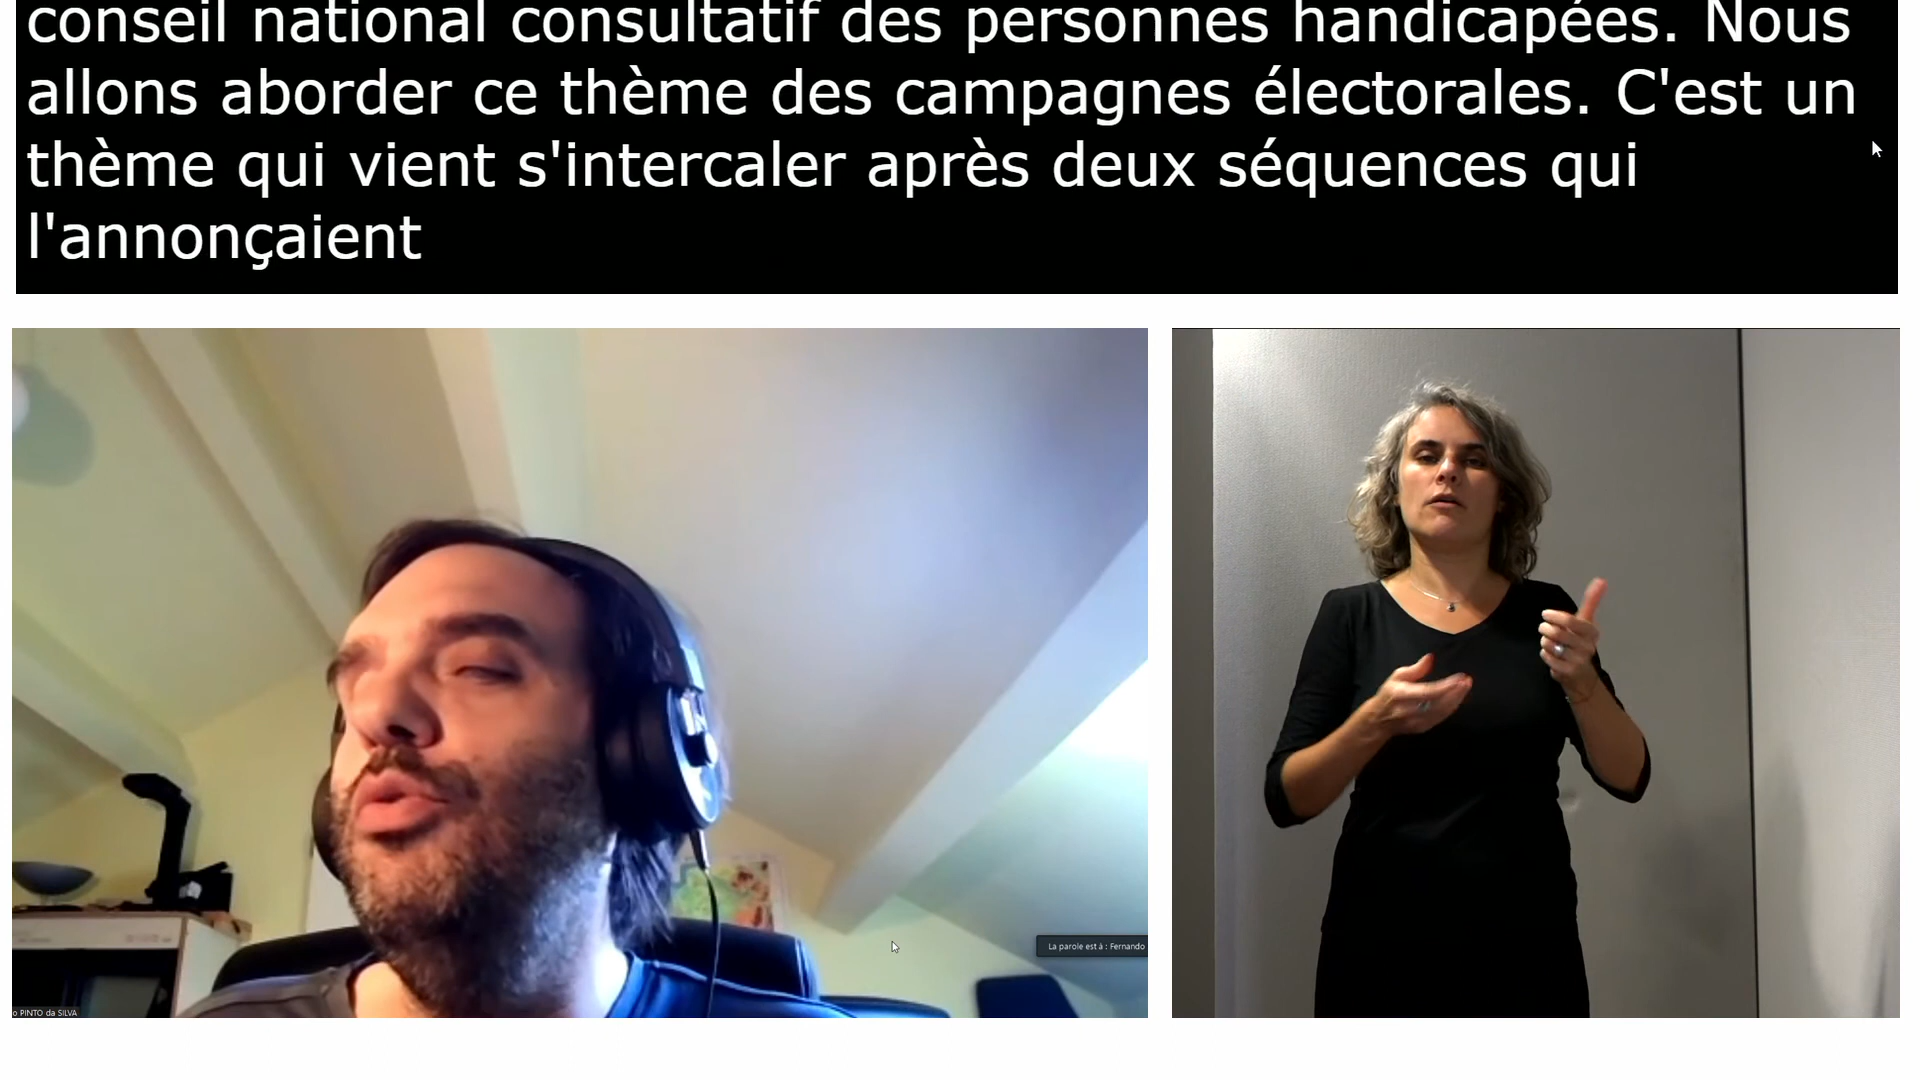 conseil national consultatif des personnes handicapées. Nous
allons aborder ce thème des campagnes électorales. C'est un
thème qui vient s'intercaler après deux séquences qui
l'annonçaient
La parole est à : Fernando
o PINTO da SILVA